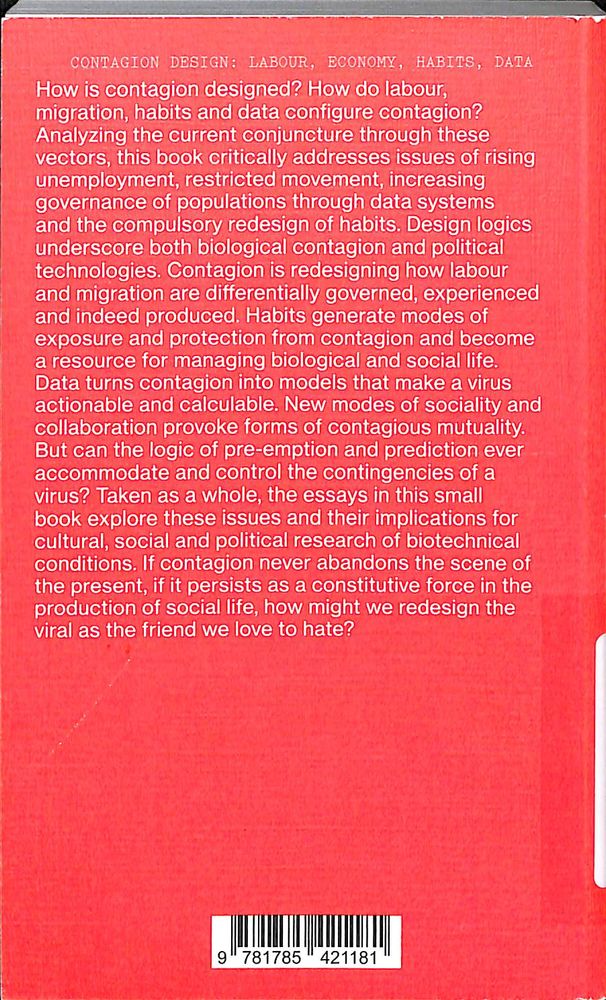 CONTAGION DESIGN: LABOUR, ECONOMY, HABITS, DATA
How is contagion designed? How do labour,
migration, habits and data configure contagion?
Analyzing the current conjuncture through these
vectors, this book critically addresses issues of rising
unemployment, restricted movement, increasing
governance of populations through data systems
and the compulsory redesign of habits. Design logics
underscore both biological contagion and political
technologies. Contagion is redesigning how labour
and migration are differentially governed, experienced
and indeed produced. Habits generate modes of
exposure and protection from contagion and become
a resource for managing biological and social life.
Data turns contagion into models that make a virus
actionable and calculable. New modes of sociality and
collaboration provoke forms of contagious mutuality.
But can the logic of pre-emption and prediction ever
accommodate and control the contingencies of a
virus? Taken as a whole, the essays in this small
book explore these issues and their implications for
cultural, social and political research of biotechnical
conditions. If contagion never abandons the scene of
the present, if it persists as a constitutive force in the
production of social life, how might we redesign the
viral as the friend we love to hate?
9 781785 421181